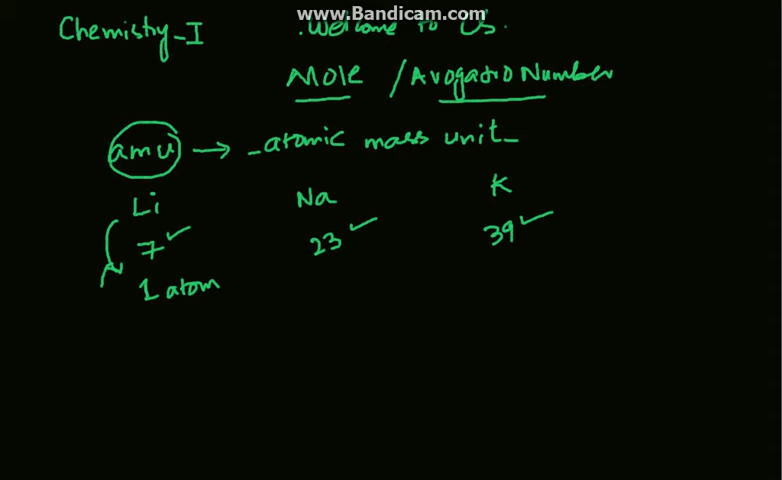 www.Bandicam.com
Chemistry-I .Welcome to Us.
Mole / Avogadro Number
amu → -atomic mass unit-
Li Na K
7 23 39
1 atom